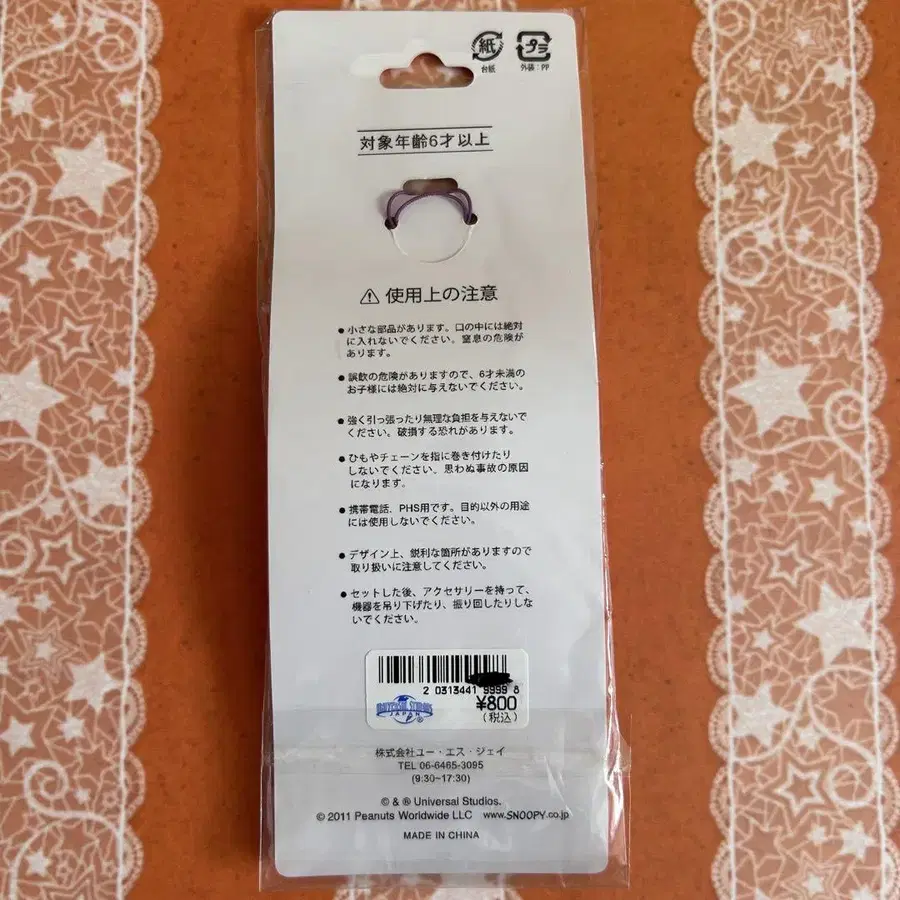 紙
台紙
プラ
外装：PP
対象年齢6才以上
⚠ 使用上の注意
● 小さな部品があります。口の中には絶対
に入れないでください。窒息の危険が
あります。
● 誤飲の危険がありますので、6才未満の
お子様には絶対に与えないでください。
● 強く引っ張ったり無理な負担を与えないで
ください。破損する恐れがあります。
● ひもやチェーンを指に巻き付けたり
しないでください。思わぬ事故の原因
になります。
● 携帯電話、PHS用です。目的以外の用途
には使用しないでください。
● デザイン上、鋭利な箇所がありますので
取り扱いに注意してください。
● セットした後、アクセサリーを持って、
機器を吊り下げたり、振り回したりしな
いでください。
2 0313441 9999 8
¥800
(税込)
UNIVERSAL STUDIOS
JAPAN ®
株式会社ユー・エス・ジェイ
TEL 06-6465-3095
(9:30~17:30)
© & ® Universal Studios.
© 2011 Peanuts Worldwide LLC www.SNOOPY.co.jp
MADE IN CHINA